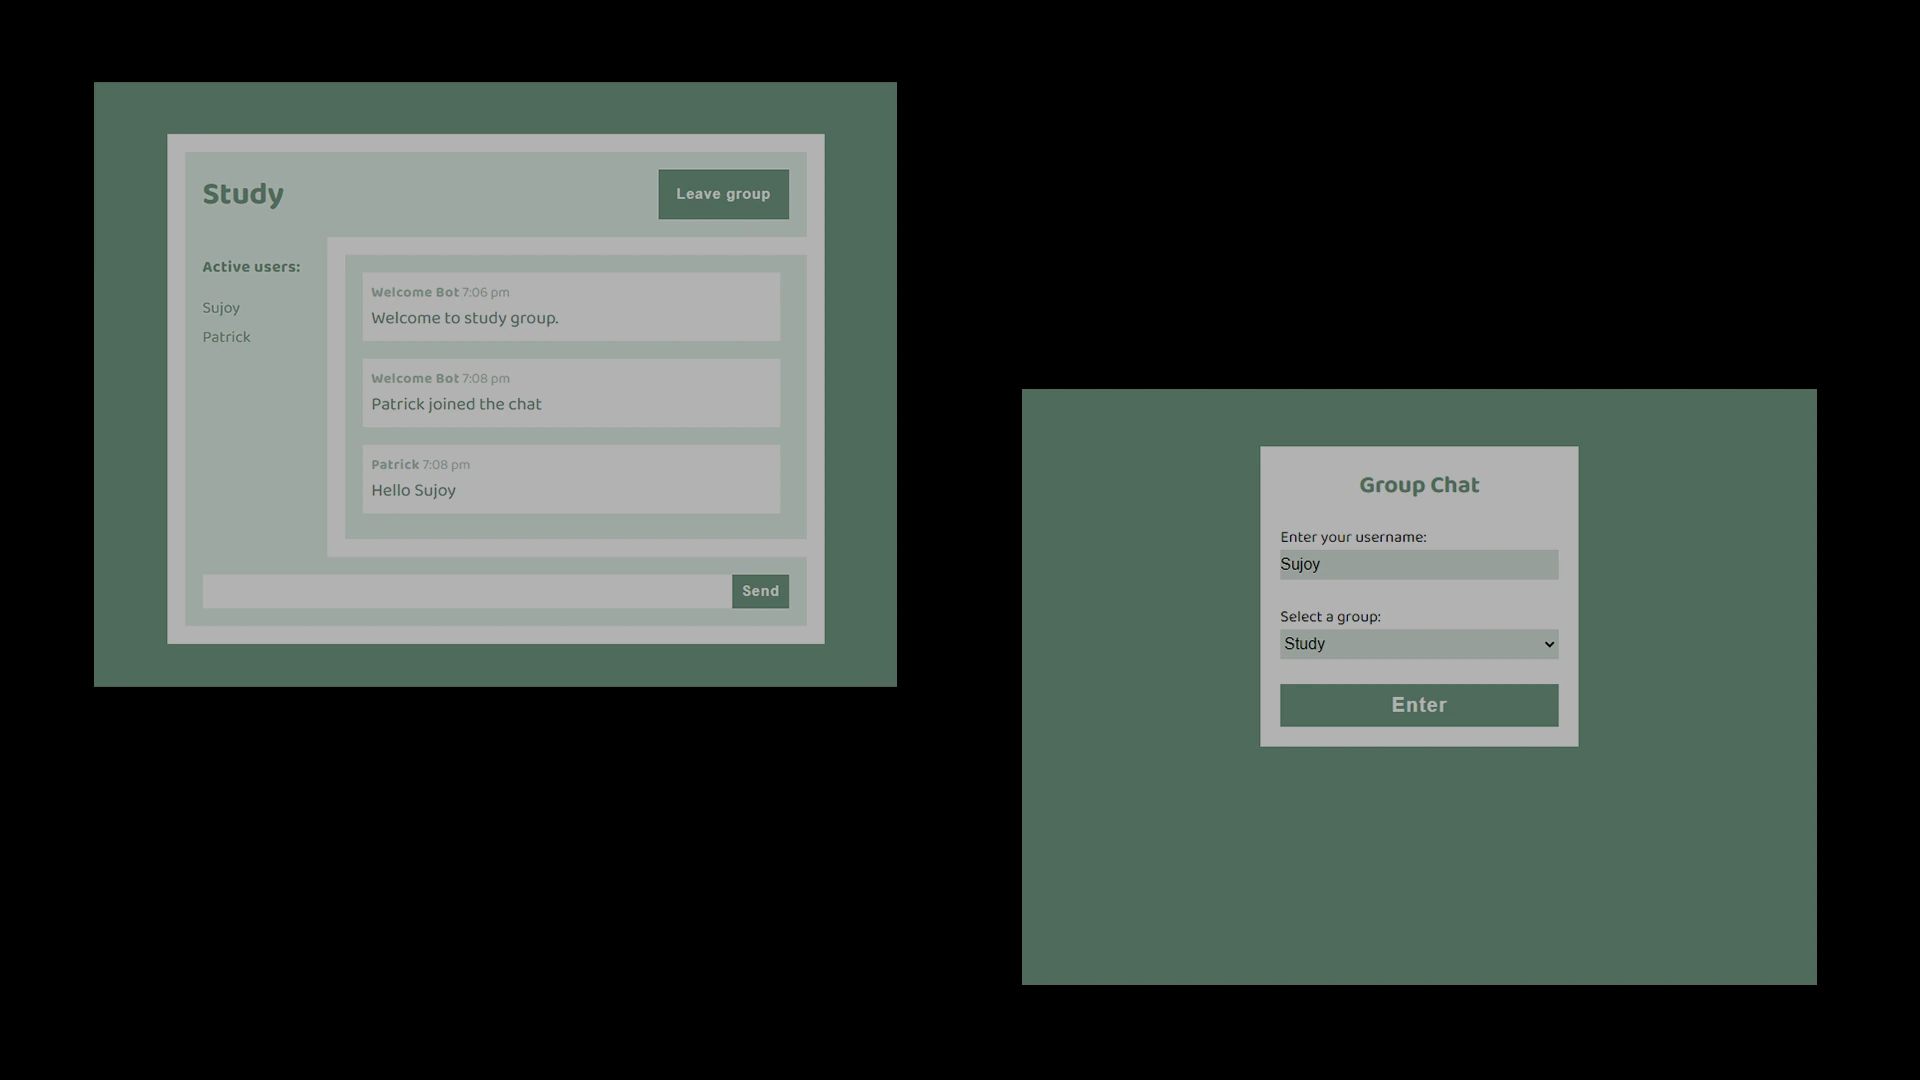 Study
Leave group
Active users:
Sujoy
Patrick
Welcome Bot 7:06 pm
Welcome to study group.
Welcome Bot 7:08 pm
Patrick joined the chat
Patrick 7:08 pm
Hello Sujoy
Send
Group Chat
Enter your username:
Sujoy
Select a group:
Study
Enter